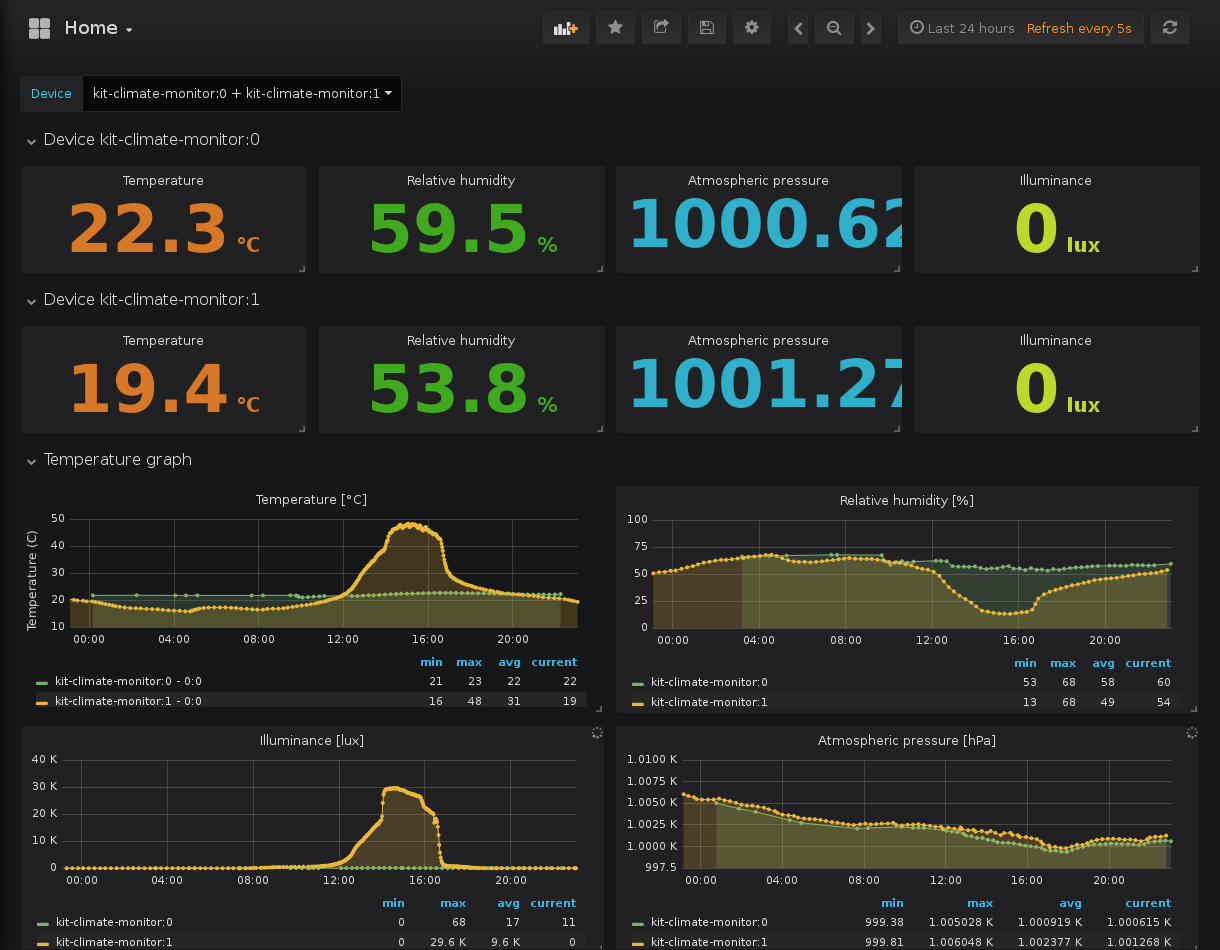 Home
Last 24 hours Refresh every 5s
Device kit-climate-monitor:0 + kit-climate-monitor:1
Device kit-climate-monitor:0
Temperature Relative humidity Atmospheric pressure Illuminance
22.3 °C 59.5 % 1000.62 0 lux
Device kit-climate-monitor:1
Temperature Relative humidity Atmospheric pressure Illuminance
19.4 °C 53.8 % 1001.27 0 lux
Temperature graph
Temperature [°C]
Temperature (C)
50
40
30
20
10
00:00 04:00 08:00 12:00 16:00 20:00
min max avg current
kit-climate-monitor:0 - 0:0 21 23 22 22
kit-climate-monitor:1 - 0:0 16 48 31 19
Relative humidity [%]
100
75
50
25
0
00:00 04:00 08:00 12:00 16:00 20:00
min max avg current
kit-climate-monitor:0 53 68 58 60
kit-climate-monitor:1 13 68 49 54
Illuminance [lux]
40 K
30 K
20 K
10 K
0
00:00 04:00 08:00 12:00 16:00 20:00
min max avg current
kit-climate-monitor:0 0 68 17 11
kit-climate-monitor:1 0 29.6 K 9.6 K 0
Atmospheric pressure [hPa]
1.0100 K
1.0075 K
1.0050 K
1.0025 K
1.0000 K
997.5
00:00 04:00 08:00 12:00 16:00 20:00
min max avg current
kit-climate-monitor:0 999.38 1.005028 K 1.000919 K 1.000615 K
kit-climate-monitor:1 999.81 1.006048 K 1.002377 K 1.001268 K